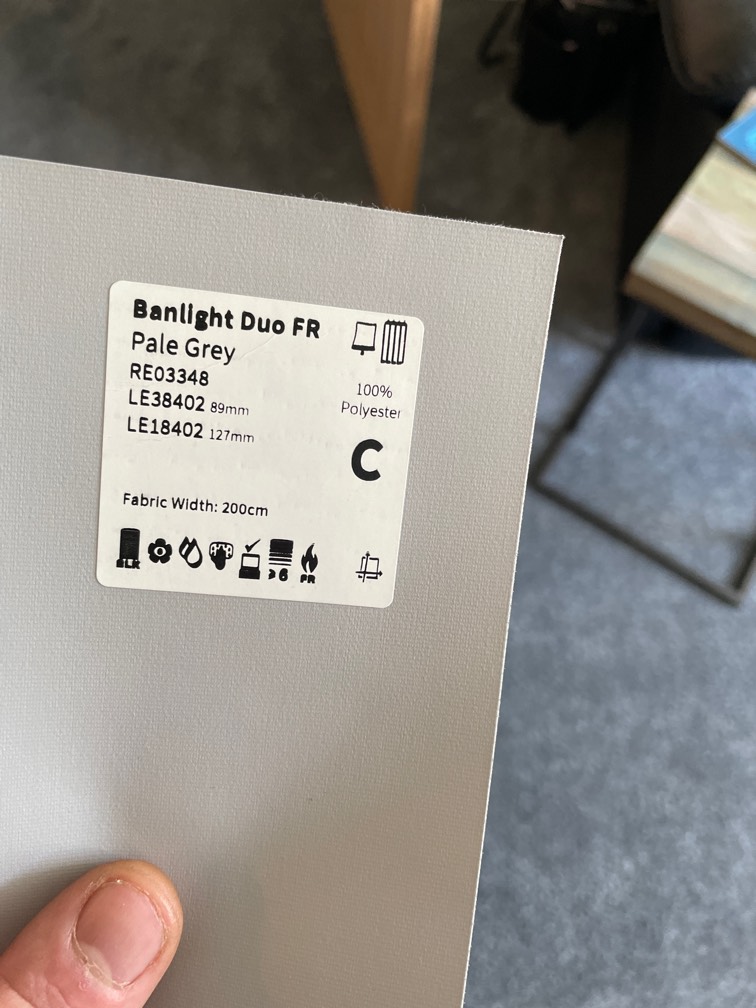 Banlight Duo FR
Pale Grey
RE03348
LE38402 89mm
LE18402 127mm
100%
Polyester
C
Fabric Width: 200cm
BLK
>6
FR